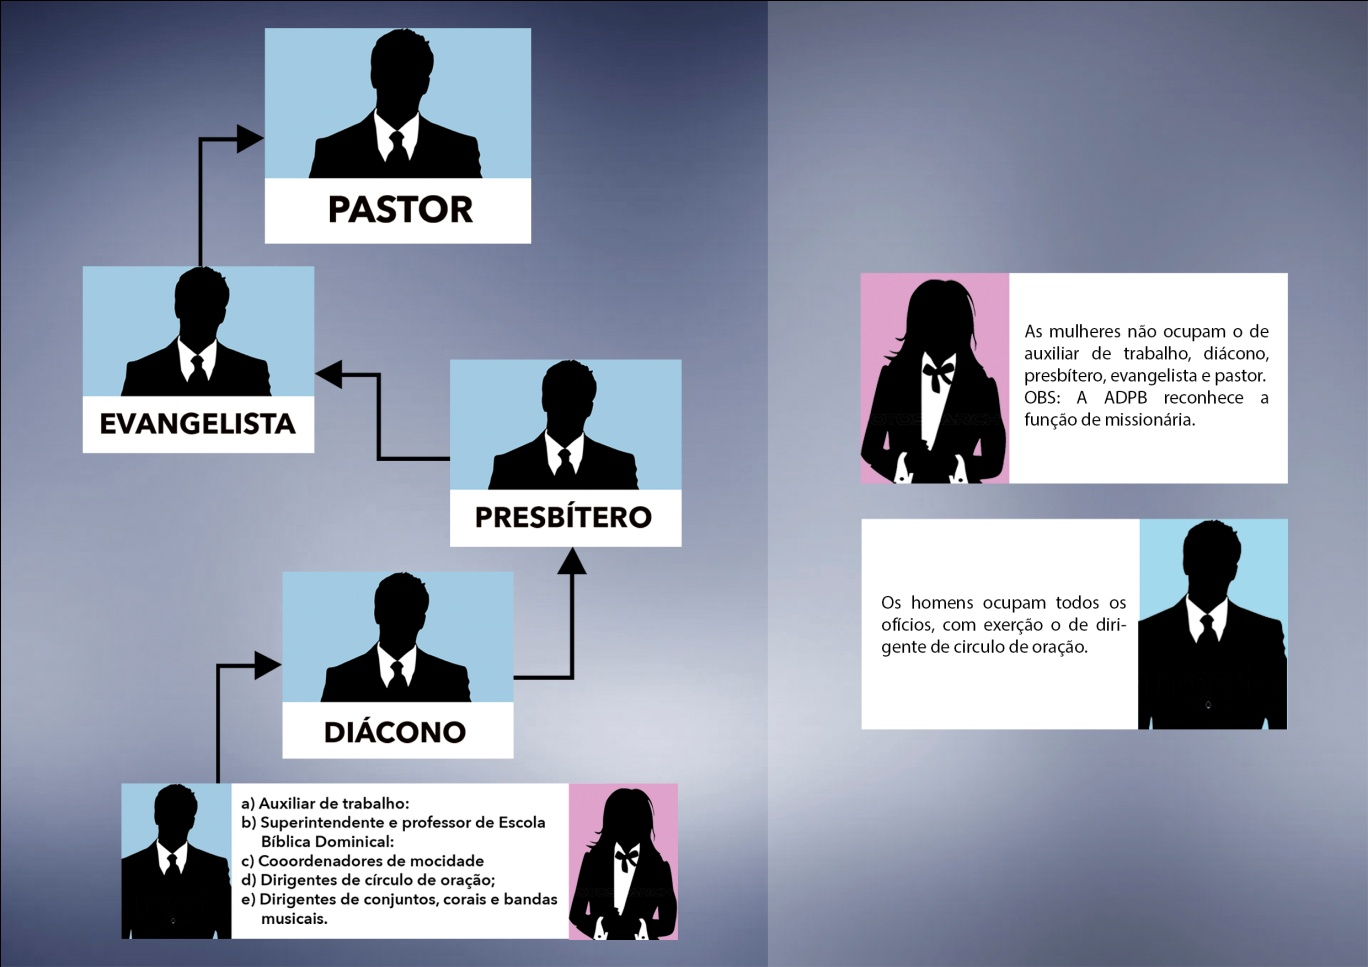 PASTOR
EVANGELISTA
PRESBÍTERO
DIÁCONO
a) Auxiliar de trabalho:
b) Superintendente e professor de Escola
Bíblica Dominical:
c) Cooordenadores de mocidade
d) Dirigentes de círculo de oração;
e) Dirigentes de conjuntos, corais e bandas
musicais.
As mulheres não ocupam o de
auxiliar de trabalho, diácono,
presbítero, evangelista e pastor.
OBS: A ADPB reconhece a
função de missionária.
Os homens ocupam todos os
ofícios, com exerção o de diri-
gente de circulo de oração.